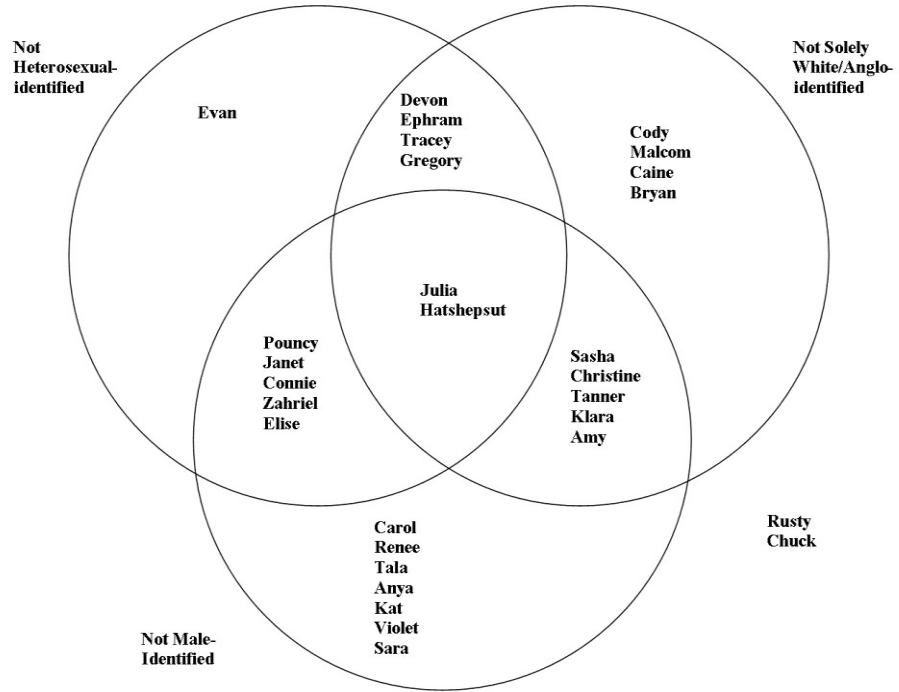 Not
Heterosexual-
identified
Not Solely
White/Anglo-
identified
Evan
Devon
Ephram
Tracey
Gregory
Cody
Malcom
Caine
Bryan
Julia
Hatshepsut
Pouncy
Janet
Connie
Zahriel
Elise
Sasha
Christine
Tanner
Klara
Amy
Carol
Renee
Tala
Anya
Kat
Violet
Sara
Rusty
Chuck
Not Male-
Identified